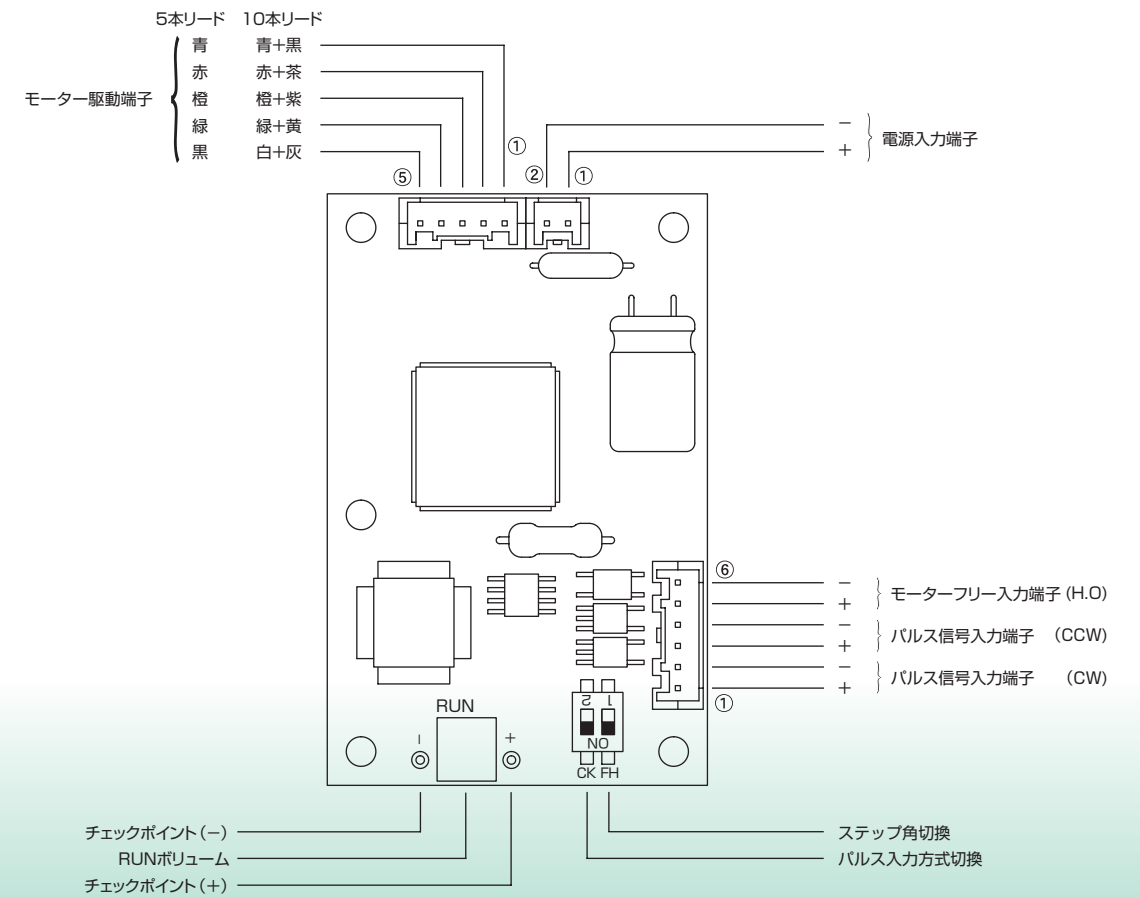 5本リード 10本リード
青 青+黒
赤 赤+茶
モーター駆動端子 橙 橙+紫
緑 緑+黄
黒 白+灰
①
⑤
② ①
−
+
電源入力端子
⑥
−
+
モーターフリー入力端子 (H.O)
−
+
パルス信号入力端子 (CCW)
−
+
パルス信号入力端子 (CW)
①
RUN
− +
2 1
ON
CK FH
チェックポイント(−)
RUNボリューム
チェックポイント(+)
ステップ角切換
パルス入力方式切換